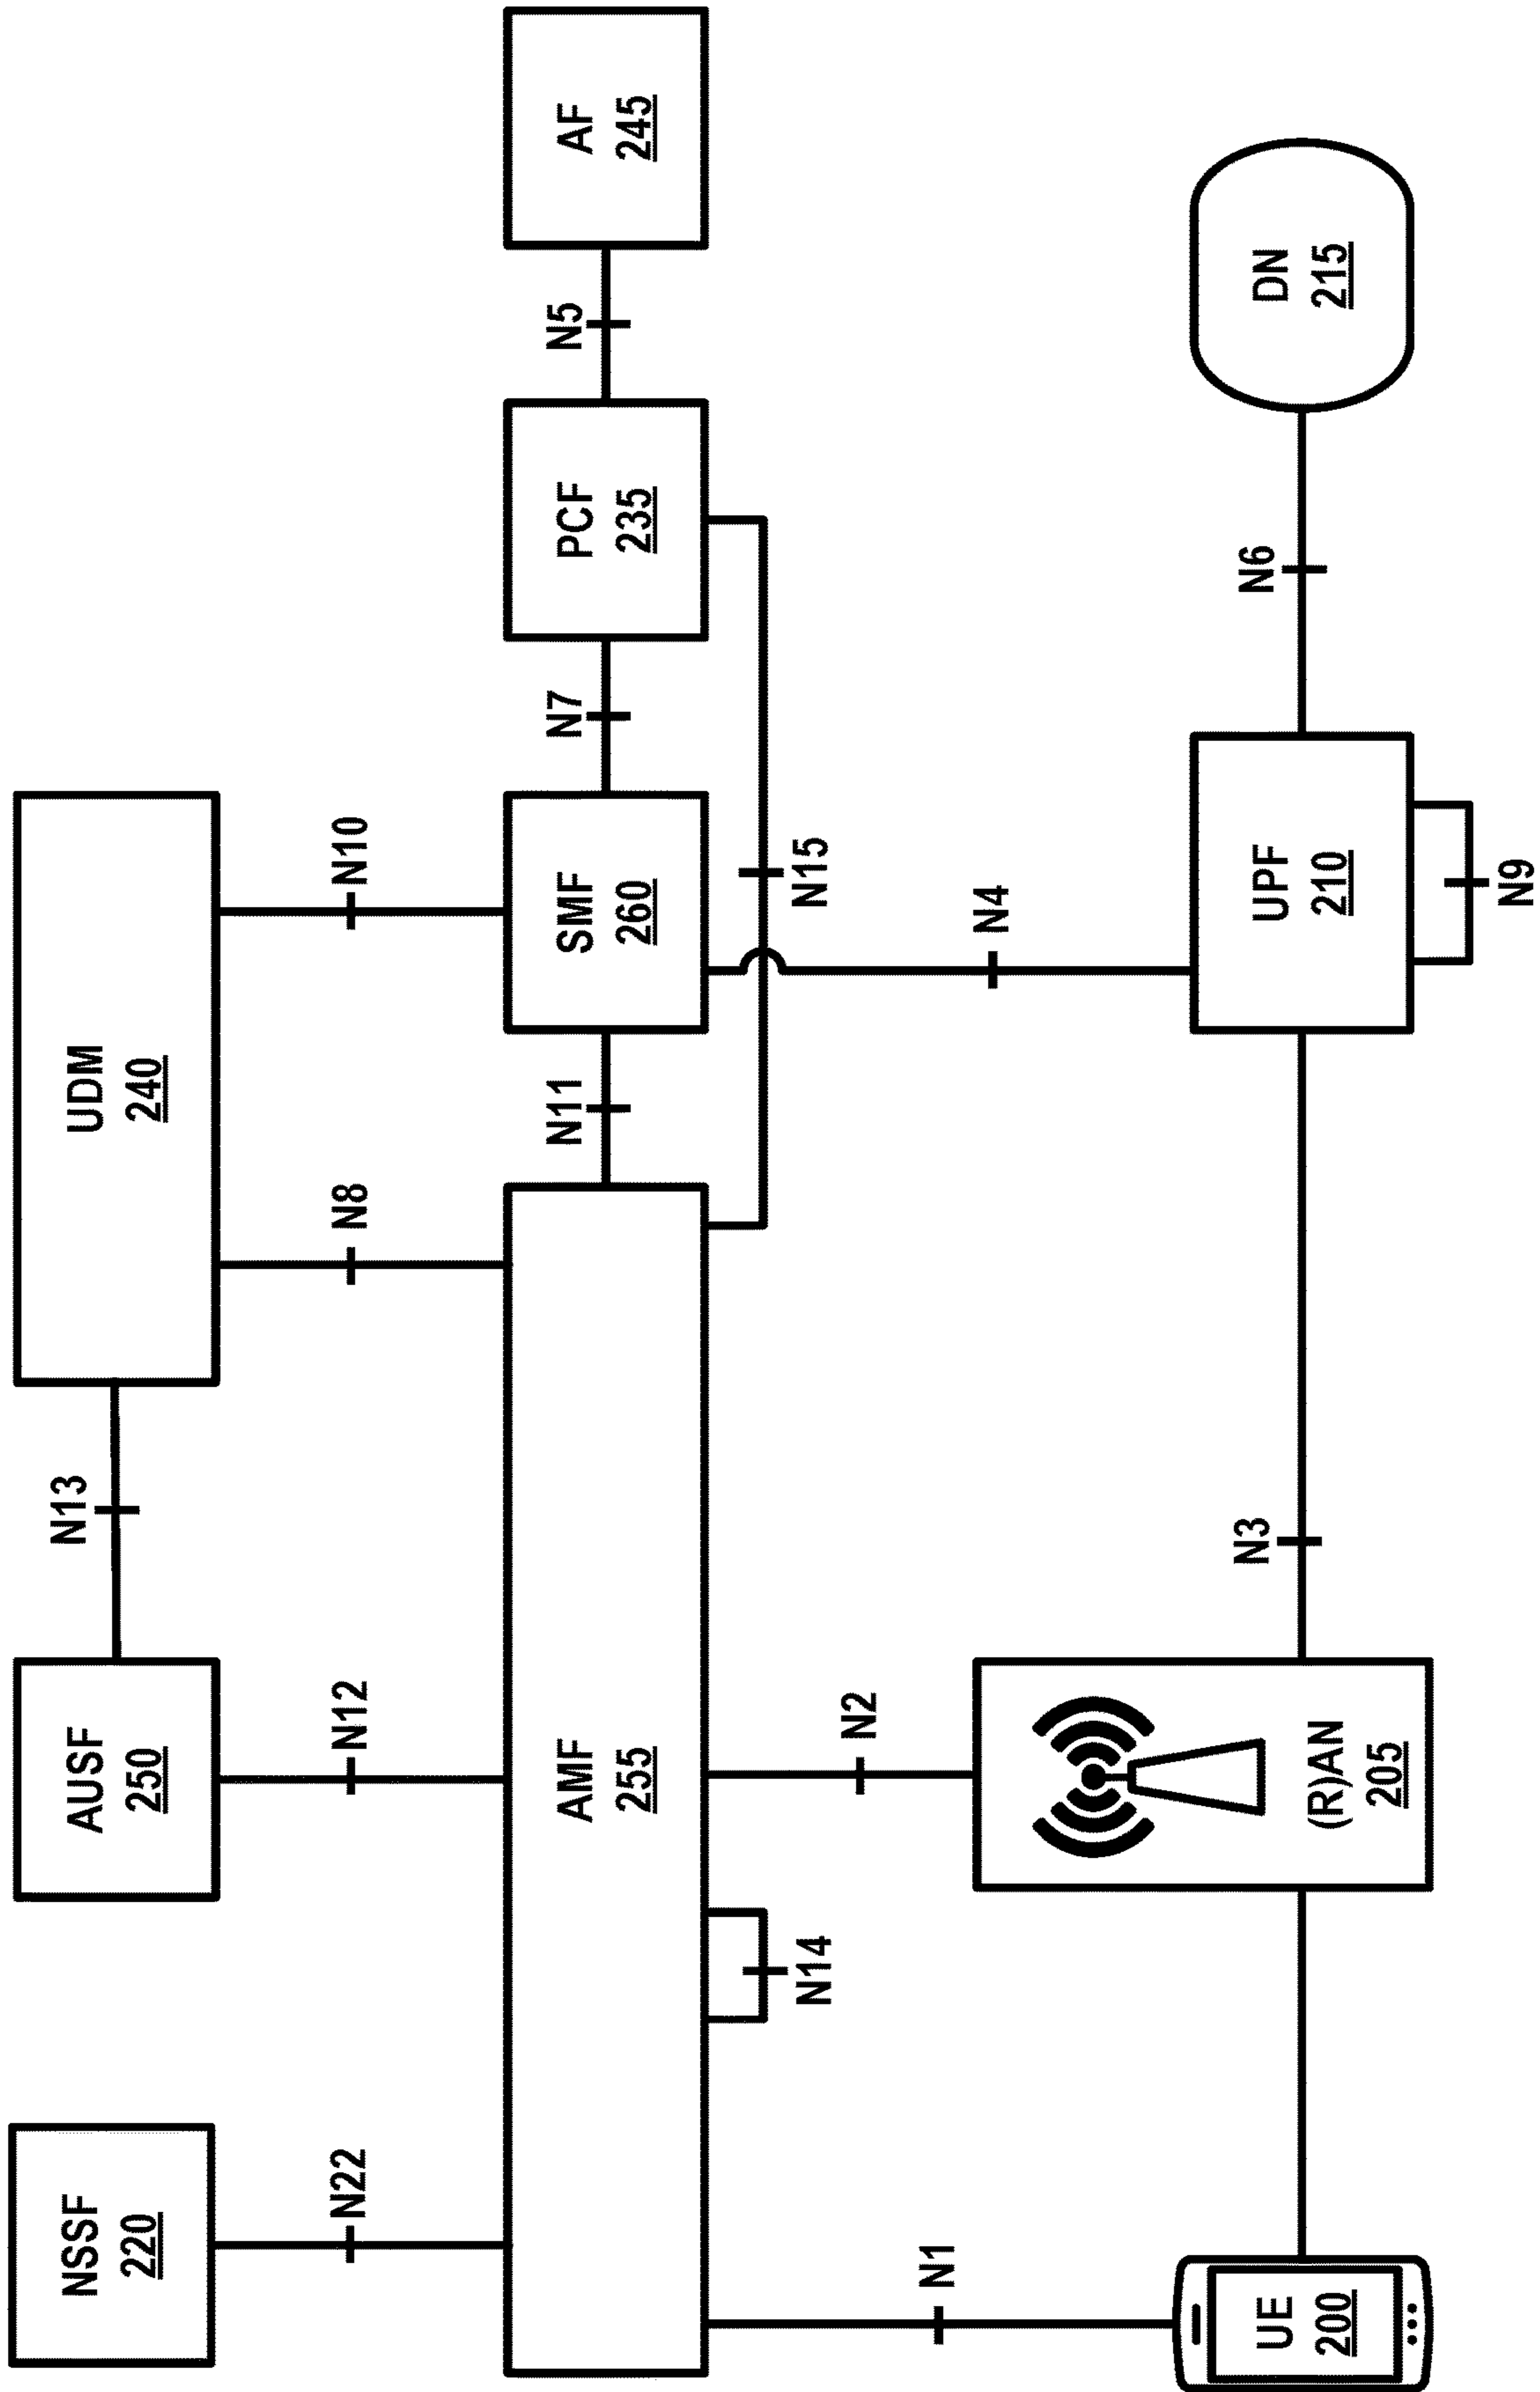 NSSF
220
AUSF
250
N13
UDM
240
N22
N12
N8
N10
AMF
255
N11
SMF
260
N7
PCF
235
N5
AF
245
N14
N15
N1
N2
N4
UE
200
(R)AN
205
N3
UPF
210
N6
DN
215
N9